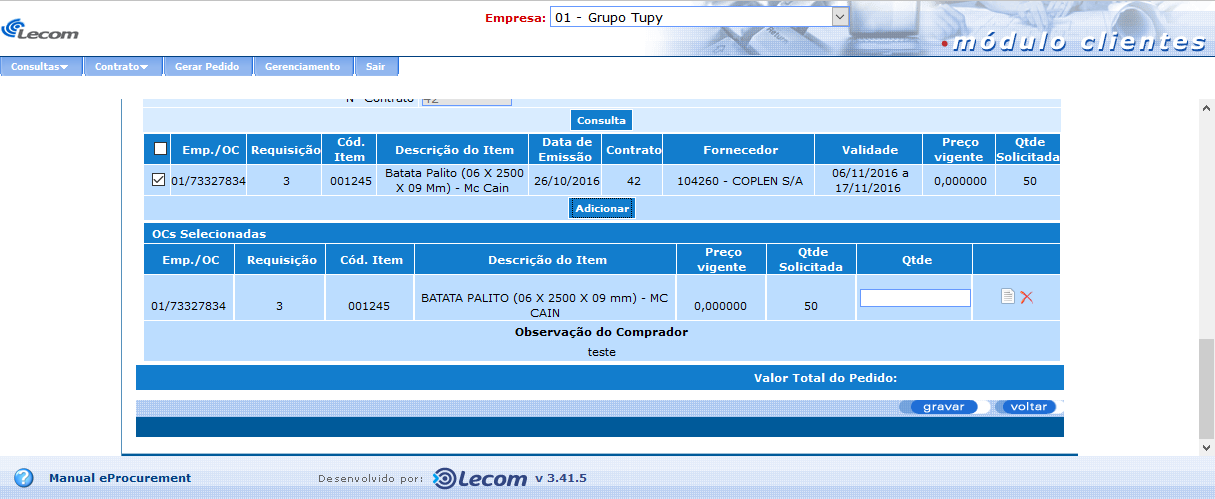 Lecom
Empresa: 01 - Grupo Tupy
módulo clientes
Consultas Contrato Gerar Pedido Gerenciamento Sair
Nº Contrato 42
Consulta
Emp./OC Requisição Cód. Item Descrição do Item Data de Emissão Contrato Fornecedor Validade Preço vigente Qtde Solicitada
01/73327834 3 001245 Batata Palito (06 X 2500 X 09 Mm) - Mc Cain 26/10/2016 42 104260 - COPLEN S/A 06/11/2016 a 17/11/2016 0,000000 50
Adicionar
OCs Selecionadas
Emp./OC Requisição Cód. Item Descrição do Item Preço vigente Qtde Solicitada Qtde
01/73327834 3 001245 BATATA PALITO (06 X 2500 X 09 mm) - MC CAIN 0,000000 50
Observação do Comprador
teste
Valor Total do Pedido:
gravar voltar
Manual eProcurement Desenvolvido por: Lecom v 3.41.5